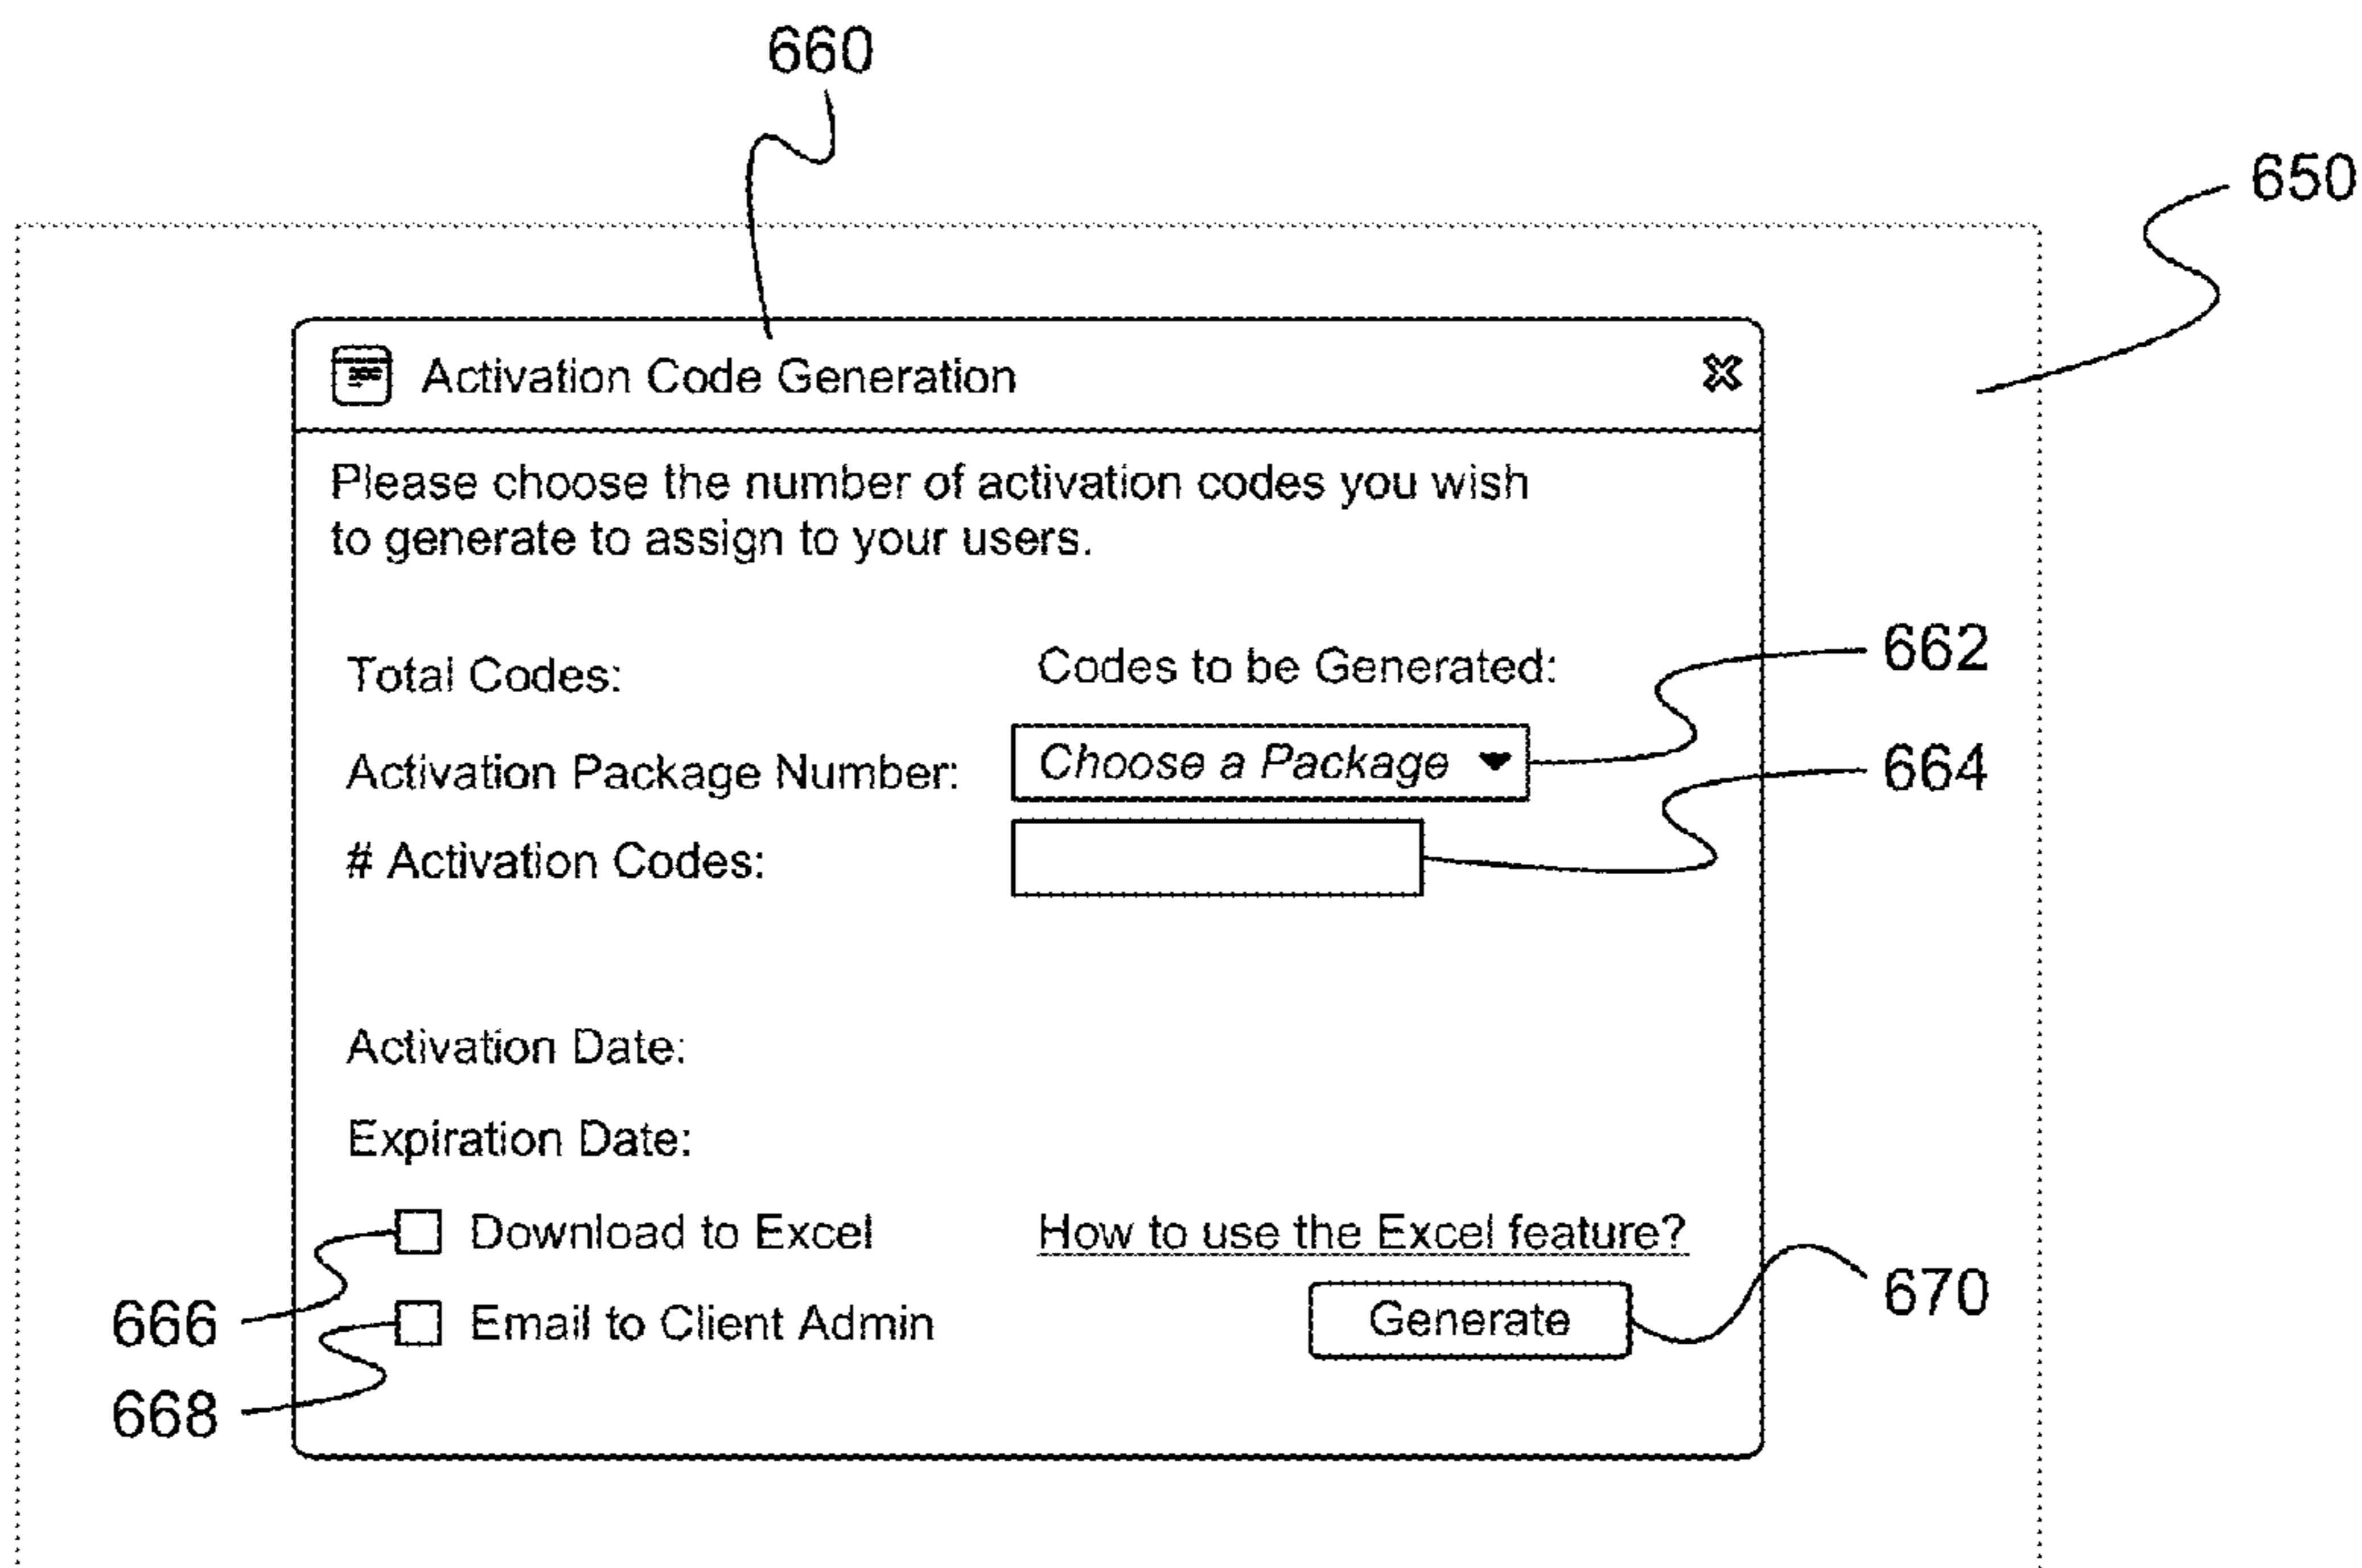 660
650
Activation Code Generation
Please choose the number of activation codes you wish
to generate to assign to your users.
Total Codes:
Codes to be Generated:
662
Activation Package Number:
Choose a Package
664
# Activation Codes:
Activation Date:
Expiration Date:
Download to Excel
How to use the Excel feature?
666
Email to Client Admin
Generate
670
668